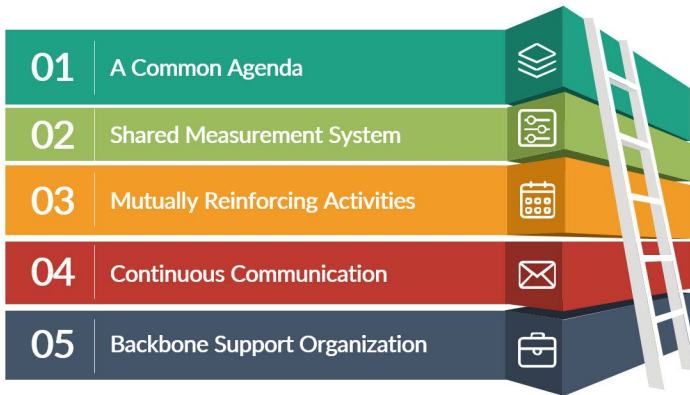 01 A Common Agenda
02 Shared Measurement System
03 Mutually Reinforcing Activities
04 Continuous Communication
05 Backbone Support Organization